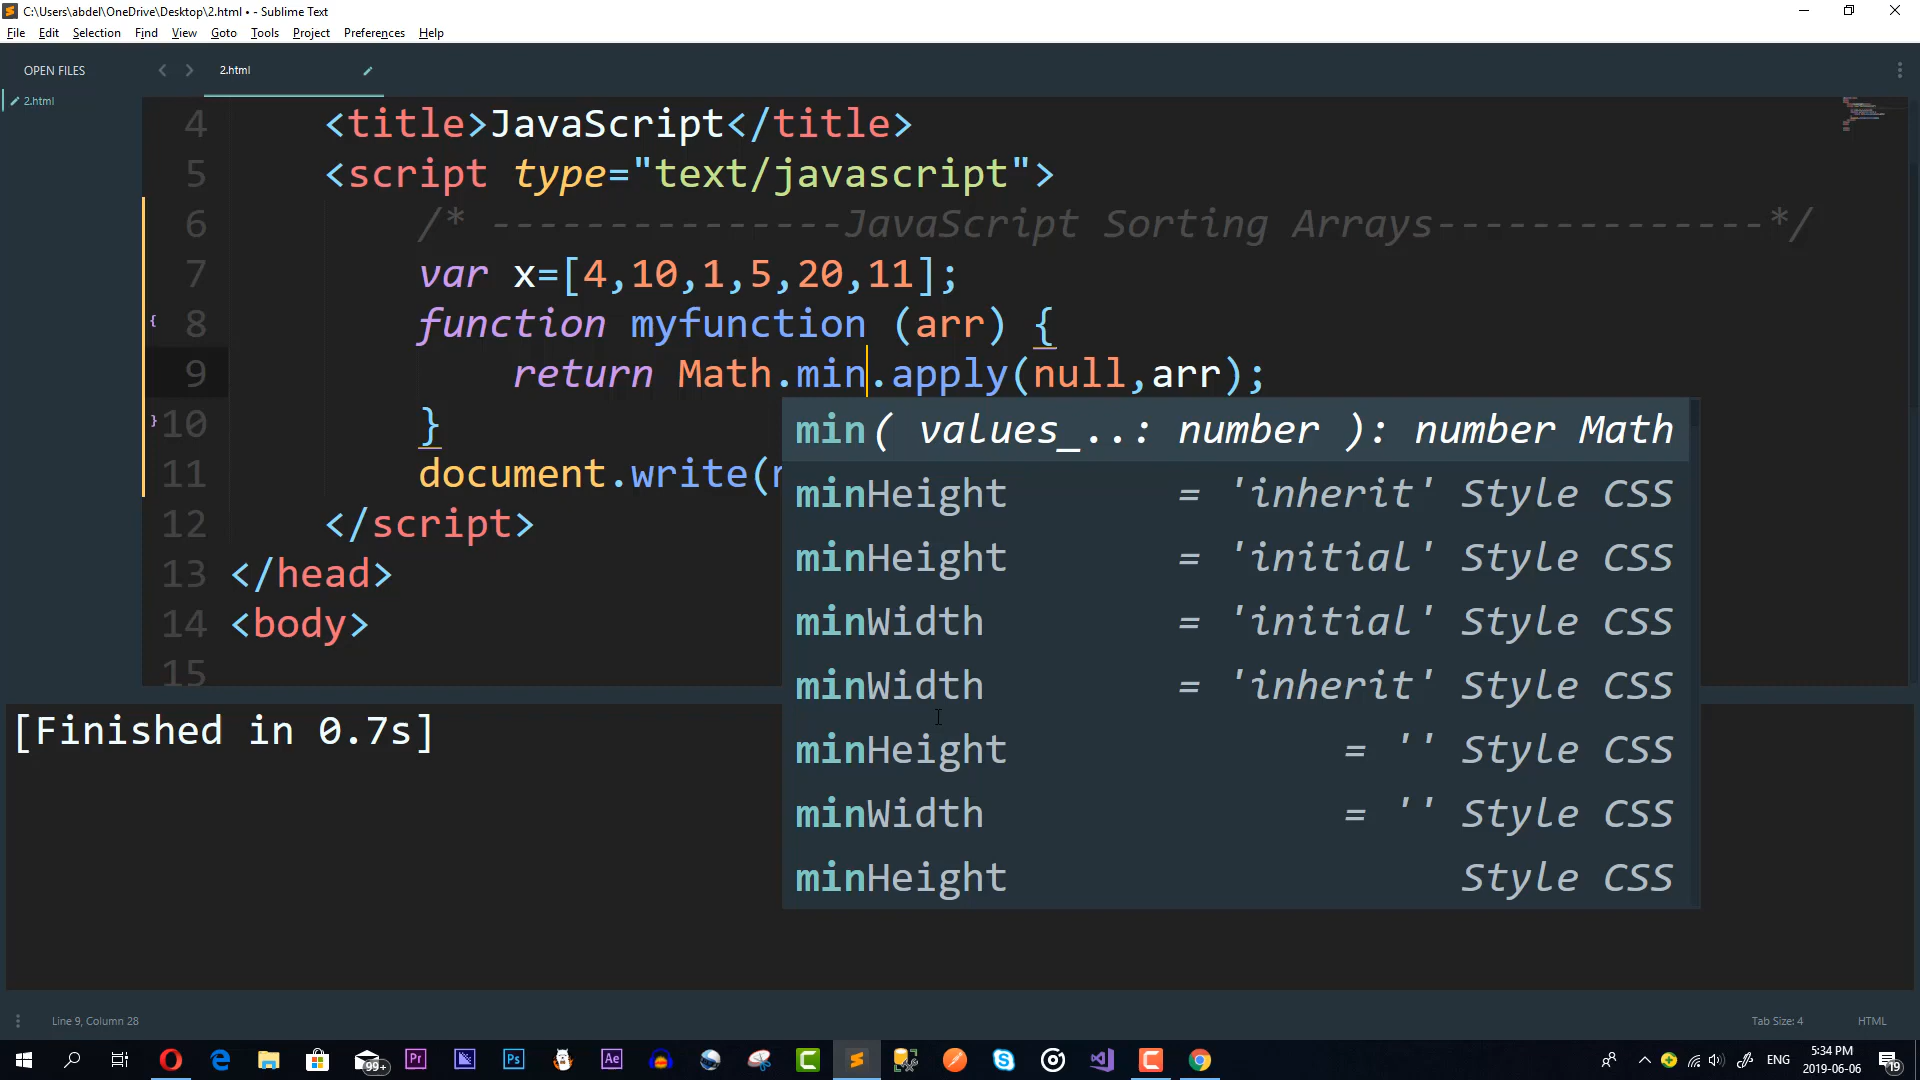 C:\Users\abdel\OneDrive\Desktop\2.html • - Sublime Text
File Edit Selection Find View Goto Tools Project Preferences Help
OPEN FILES
2.html
2.html
4 <title>JavaScript</title>
5 <script type="text/javascript">
6 /* ---------------JavaScript Sorting Arrays--------------*/
7 var x=[4,10,1,5,20,11];
8 function myfunction (arr) {
9 return Math.min.apply(null,arr);
10 }
11 document.write(
12 </script>
13 </head>
14 <body>
15
min( values_..: number ): number Math
minHeight = 'inherit' Style CSS
minHeight = 'initial' Style CSS
minWidth = 'initial' Style CSS
minWidth = 'inherit' Style CSS
minHeight = '' Style CSS
minWidth = '' Style CSS
minHeight Style CSS
[Finished in 0.7s]
Line 9, Column 28
Tab Size: 4
HTML
99+
Pr
Ps
Ae
ENG
5:34 PM
2019-06-06
19